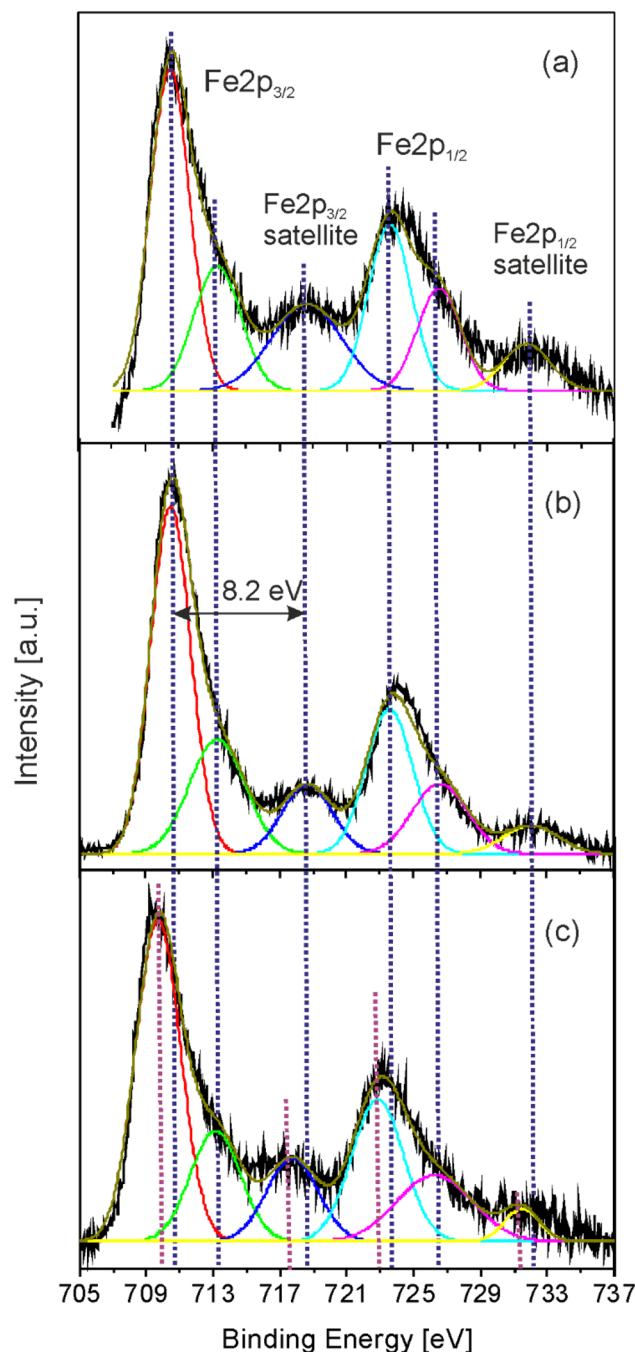 (a)
Fe2p3/2
Fe2p1/2
Fe2p3/2
satellite
Fe2p1/2
satellite
(b)
8.2 eV
Intensity [a.u.]
(c)
705 709 713 717 721 725 729 733 737
Binding Energy [eV]